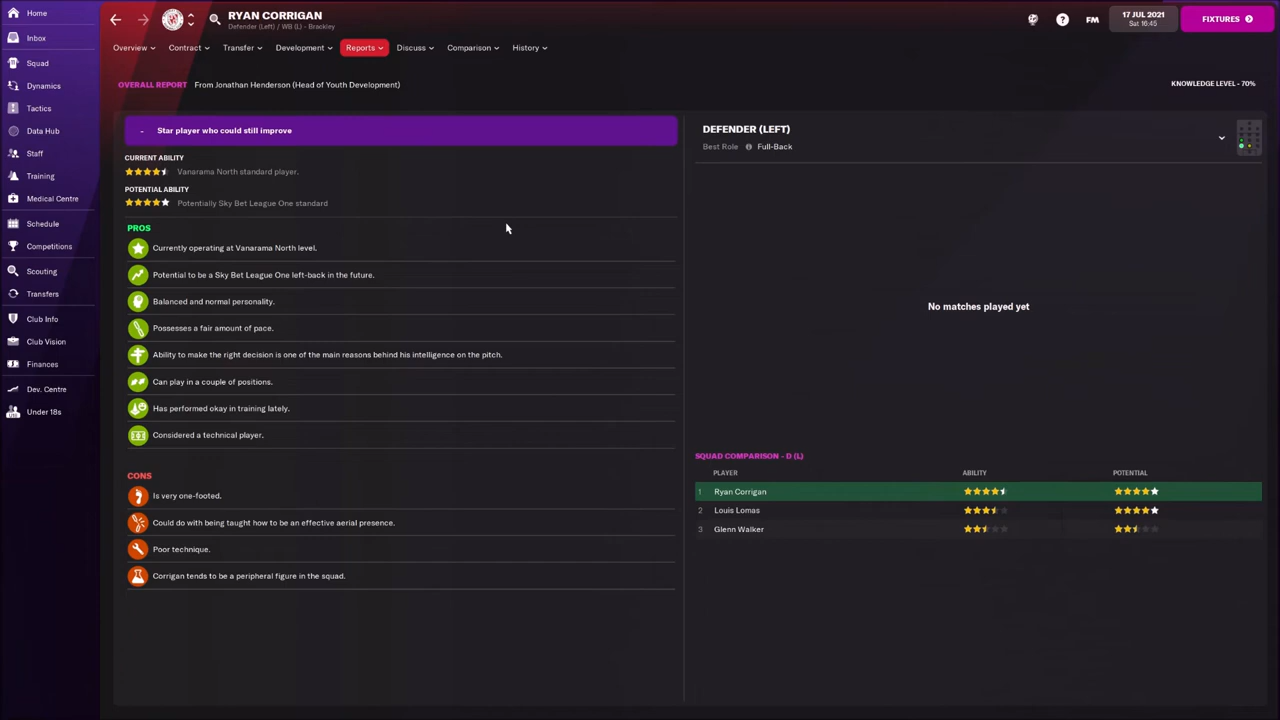 Home
Inbox
Squad
Dynamics
Tactics
Data Hub
Staff
Training
Medical Centre
Schedule
Competitions
Scouting
Transfers
Club Info
Club Vision
Finances
Dev. Centre
Under 18s
RYAN CORRIGAN
Defender (Left) / WB (L) - Brackley
?
FM
17 JUL 2021
Sat 16:45
FIXTURES
Overview
Contract
Transfer
Development
Reports
Discuss
Comparison
History
OVERALL REPORT From Jonathan Henderson (Head of Youth Development)
KNOWLEDGE LEVEL - 70%
- Star player who could still improve
CURRENT ABILITY
Vanarama North standard player.
POTENTIAL ABILITY
Potentially Sky Bet League One standard
PROS
Currently operating at Vanarama North level.
Potential to be a Sky Bet League One left-back in the future.
Balanced and normal personality.
Possesses a fair amount of pace.
Ability to make the right decision is one of the main reasons behind his intelligence on the pitch.
Can play in a couple of positions.
Has performed okay in training lately.
Considered a technical player.
CONS
Is very one-footed.
Could do with being taught how to be an effective aerial presence.
Poor technique.
Corrigan tends to be a peripheral figure in the squad.
DEFENDER (LEFT)
Best Role Full-Back
No matches played yet
SQUAD COMPARISON - D (L)
PLAYER ABILITY POTENTIAL
1 Ryan Corrigan
2 Louis Lomas
3 Glenn Walker